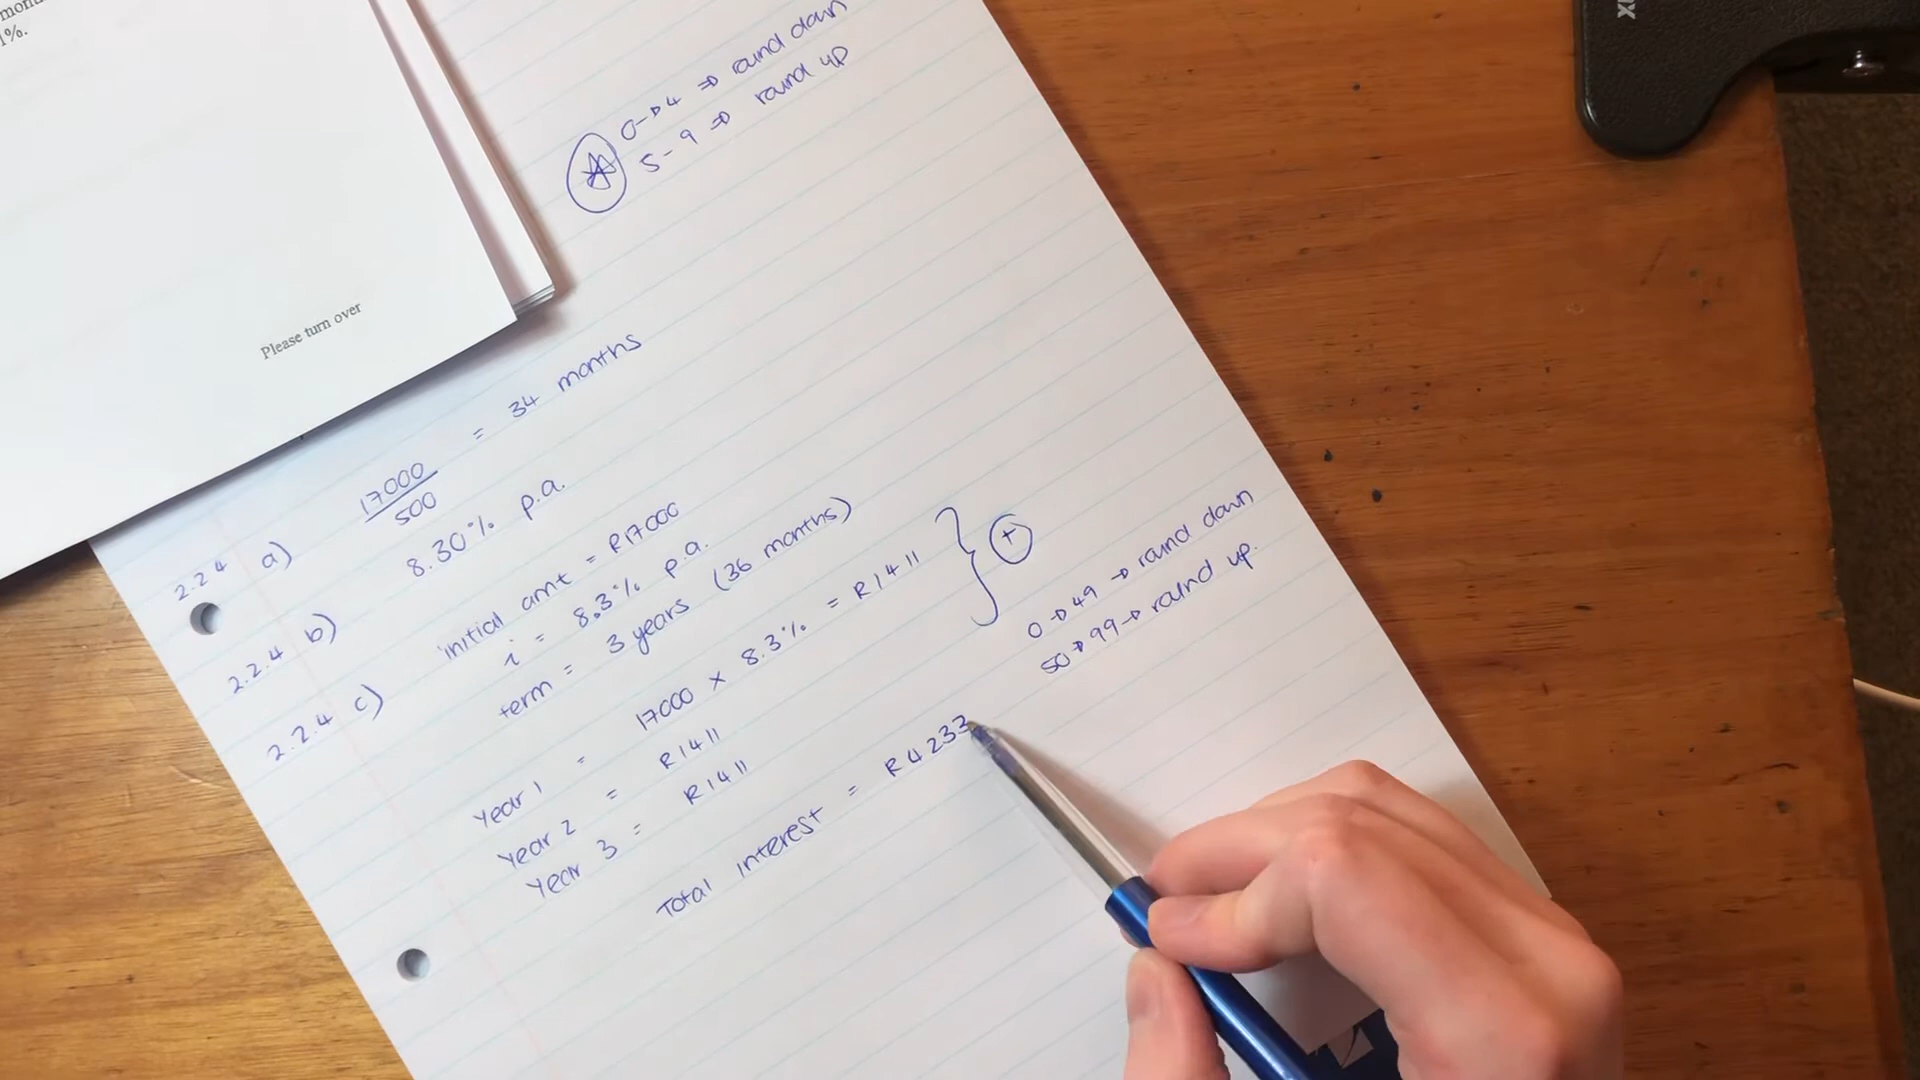 1%.
Please turn over
0→4 ⇒ round down
5-9 ⇒ round up
2.2.4 a) 17000/500 = 34 months
2.2.4 b) 8.30% p.a.
2.2.4 c) initial amt = R17000
i = 8.3% p.a.
term = 3 years (36 months)
Year 1 = 17000 × 8.3% = R1411
Year 2 = R1411
Year 3 = R1411
+
0→49 → round down
50→99→ round up.
Total interest = R4233